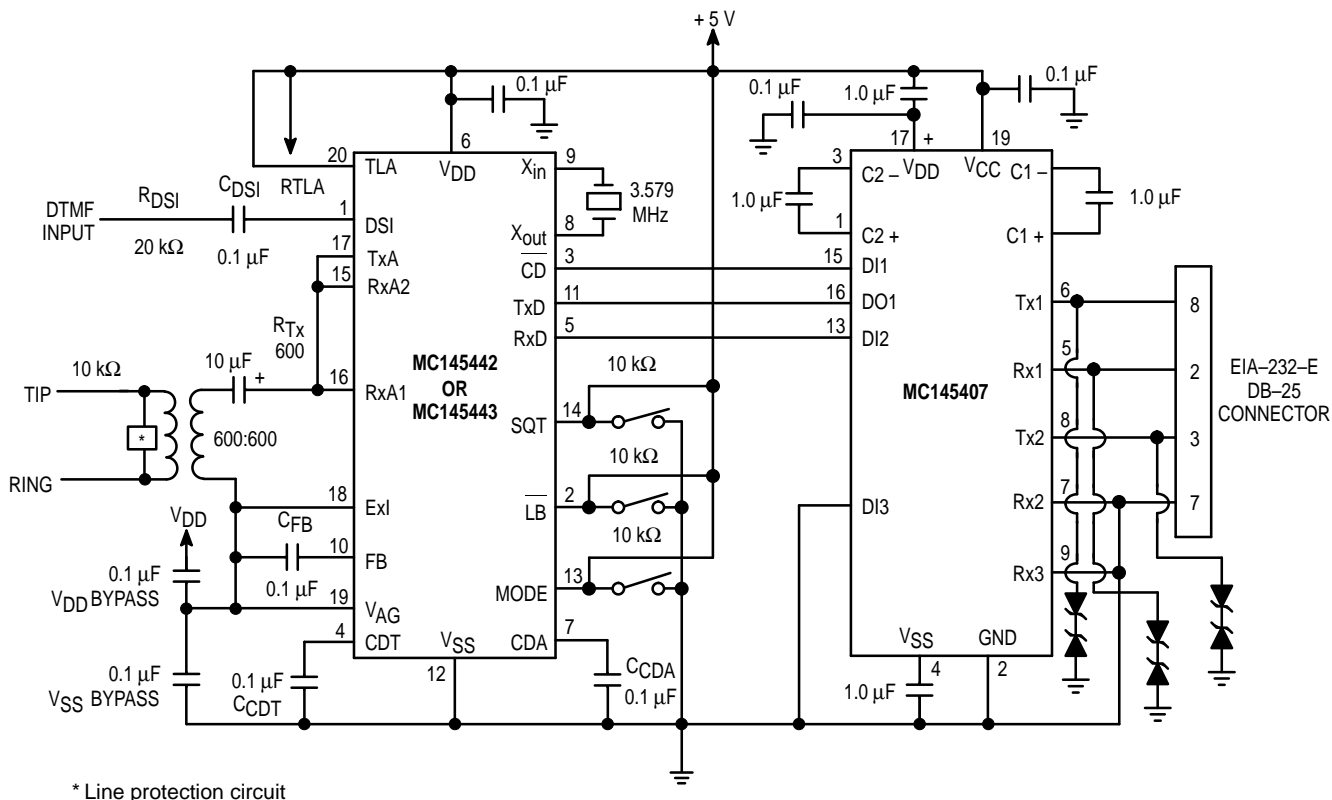 + 5 V
0.1 µF
0.1 µF
1.0 µF
0.1 µF
6
17
+
19
20
TLA
VDD
Xin
9
3
C2 –
VDD
VCC
C1 –
RTLA
3.579
MHz
1.0 µF
1.0 µF
DTMF
INPUT
RDSI
20 kΩ
CDSI
0.1 µF
1
DSI
Xout
8
1
C2 +
C1 +
17
TxA
CD
3
15
DI1
15
RxA2
TxD
11
16
DO1
Tx1
6
8
RTx
600
RxD
5
13
DI2
10 kΩ
10 µF
+
16
RxA1
MC145442
OR
MC145443
10 kΩ
MC145407
Rx1
5
2
EIA–232–E
DB–25
CONNECTOR
TIP
*
600:600
SQT
14
Tx2
8
3
RING
10 kΩ
18
ExI
LB
2
DI3
Rx2
7
7
VDD
CFB
0.1 µF
10
FB
10 kΩ
Rx3
9
0.1 µF
VDD BYPASS
MODE
13
19
VAG
4
CDT
VSS
12
CDA
7
VSS
4
GND
2
0.1 µF
VSS BYPASS
0.1 µF
CCDT
CCDA
0.1 µF
1.0 µF
* Line protection circuit